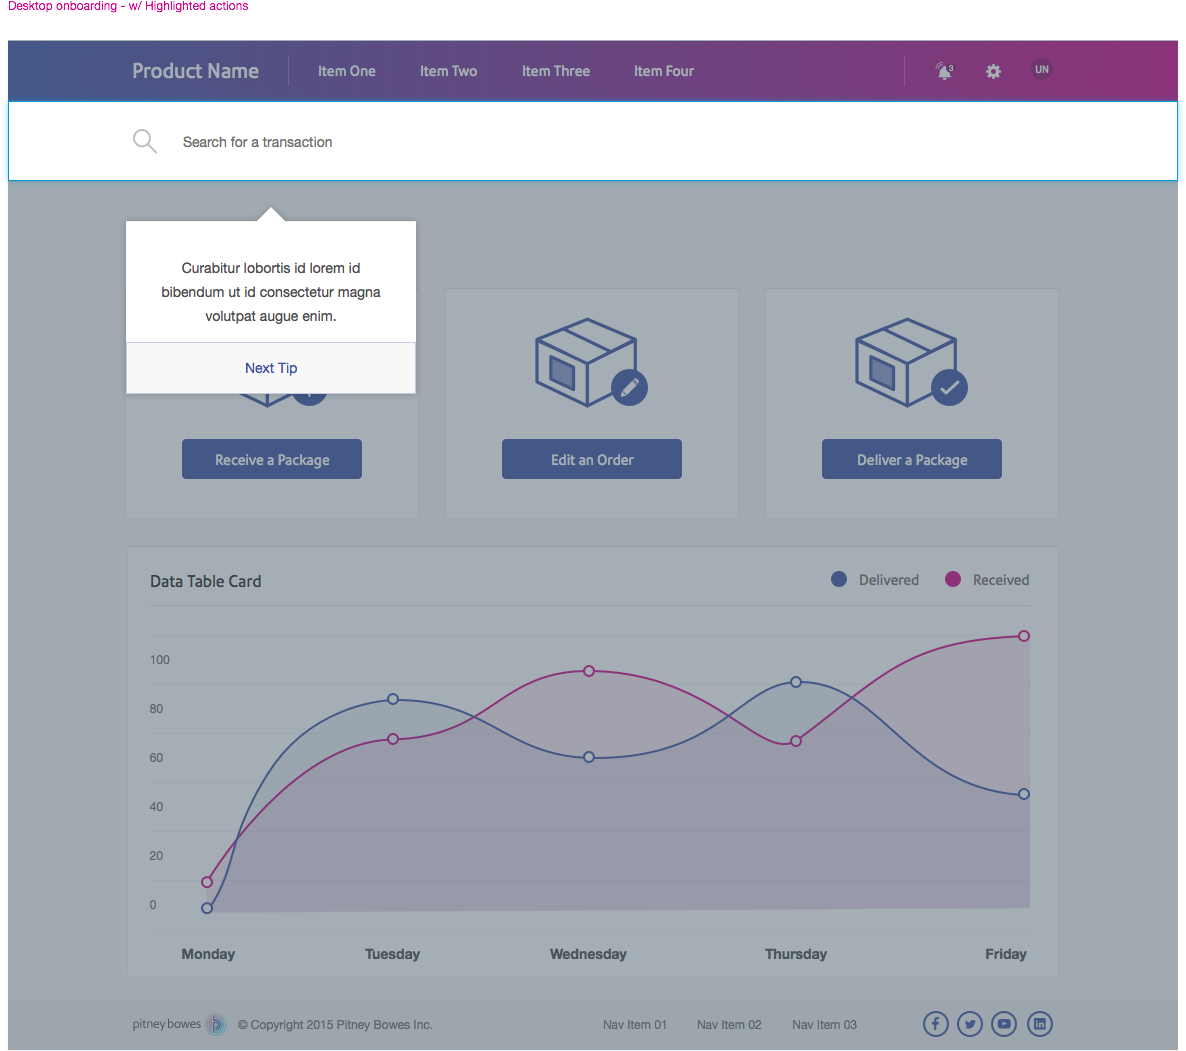 Desktop onboarding - w/ Highlighted actions
Product Name
Item One
Item Two
Item Three
Item Four
3
UN
Search for a transaction
Curabitur lobortis id lorem id
bibendum ut id consectetur magna
volutpat augue enim.
Next Tip
Receive a Package
Edit an Order
Deliver a Package
Data Table Card
Delivered
Received
100
80
60
40
20
0
Monday
Tuesday
Wednesday
Thursday
Friday
pitney bowes
© Copyright 2015 Pitney Bowes Inc.
Nav Item 01
Nav Item 02
Nav Item 03